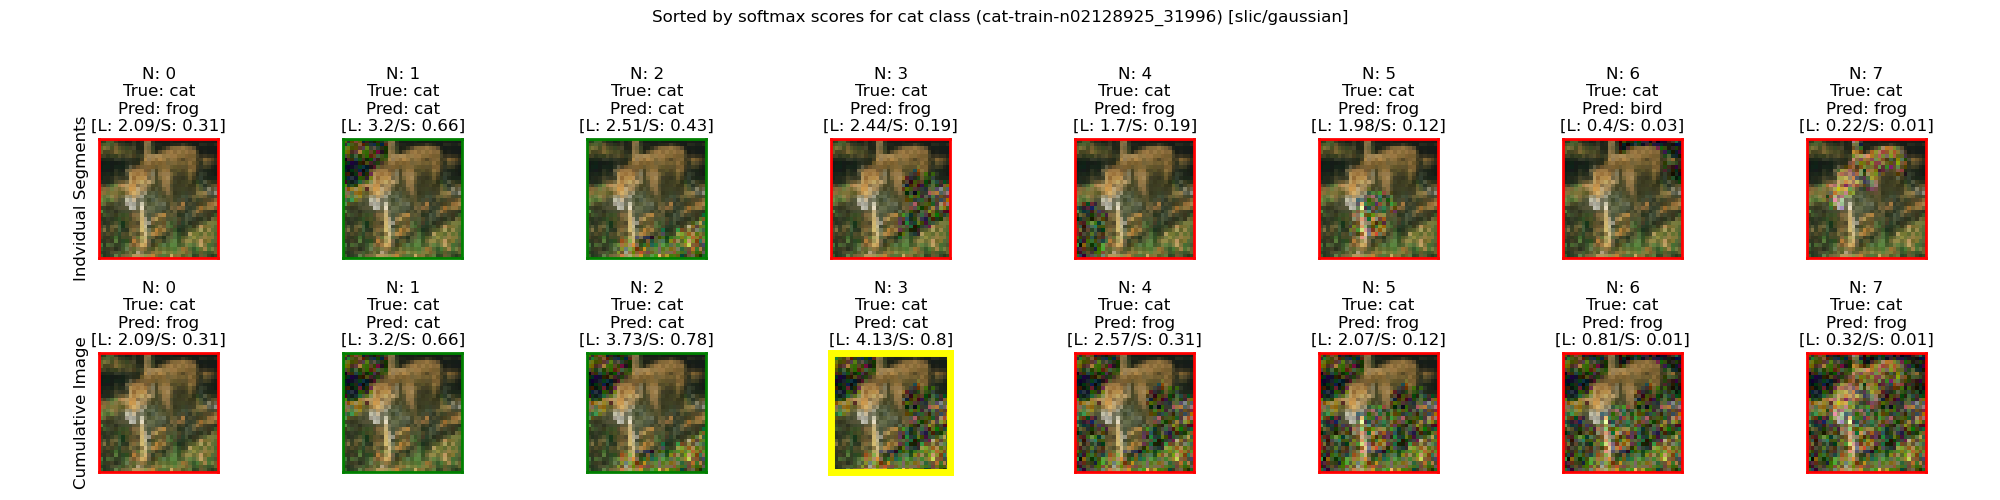 Sorted by softmax scores for cat class (cat-train-n02128925_31996) [slic/gaussian]
Indvidual Segments
N: 0
True: cat
Pred: frog
[L: 2.09/S: 0.31]
N: 1
True: cat
Pred: cat
[L: 3.2/S: 0.66]
N: 2
True: cat
Pred: cat
[L: 2.51/S: 0.43]
N: 3
True: cat
Pred: frog
[L: 2.44/S: 0.19]
N: 4
True: cat
Pred: frog
[L: 1.7/S: 0.19]
N: 5
True: cat
Pred: frog
[L: 1.98/S: 0.12]
N: 6
True: cat
Pred: bird
[L: 0.4/S: 0.03]
N: 7
True: cat
Pred: frog
[L: 0.22/S: 0.01]
Cumulative Image
N: 0
True: cat
Pred: frog
[L: 2.09/S: 0.31]
N: 1
True: cat
Pred: cat
[L: 3.2/S: 0.66]
N: 2
True: cat
Pred: cat
[L: 3.73/S: 0.78]
N: 3
True: cat
Pred: cat
[L: 4.13/S: 0.8]
N: 4
True: cat
Pred: frog
[L: 2.57/S: 0.31]
N: 5
True: cat
Pred: frog
[L: 2.07/S: 0.12]
N: 6
True: cat
Pred: frog
[L: 0.81/S: 0.01]
N: 7
True: cat
Pred: frog
[L: 0.32/S: 0.01]